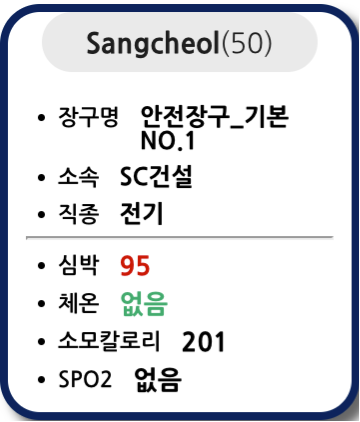 Sangcheol(50)
• 장구명 안전장구_기본
NO.1
• 소속 SC건설
• 직종 전기
• 심박 95
• 체온 없음
• 소모칼로리 201
• SPO2 없음